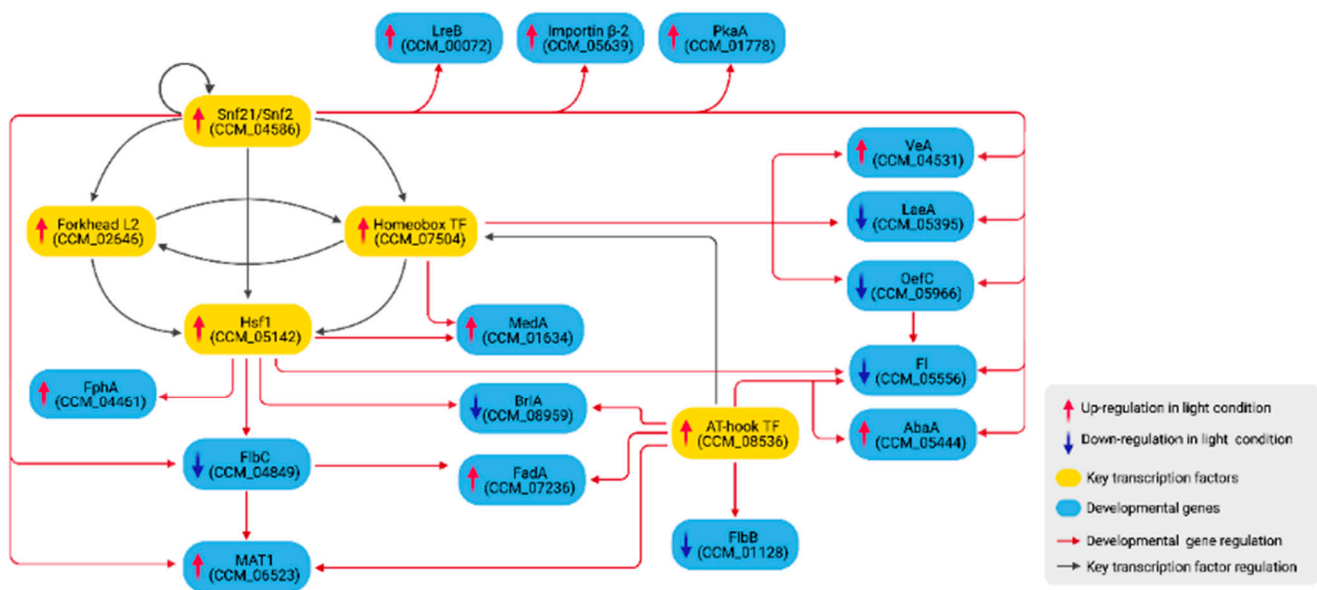 LreB
(CCM_00072)
Importin β-2
(CCM_05639)
PkaA
(CCM_01778)
Snf21/Snf2
(CCM_04586)
VeA
(CCM_04531)
LaeA
(CCM_05395)
Forkhead L2
(CCM_02646)
Homeobox TF
(CCM_07504)
OefC
(CCM_05966)
Hsf1
(CCM_05142)
MedA
(CCM_01634)
Fl
(CCM_05556)
FphA
(CCM_04461)
BrlA
(CCM_08959)
AT-hook TF
(CCM_08536)
AbaA
(CCM_05444)
FlbC
(CCM_04849)
FadA
(CCM_07236)
FlbB
(CCM_01128)
MAT1
(CCM_06523)
Up-regulation in light condition
Down-regulation in light condition
Key transcription factors
Developmental genes
Developmental gene regulation
Key transcription factor regulation